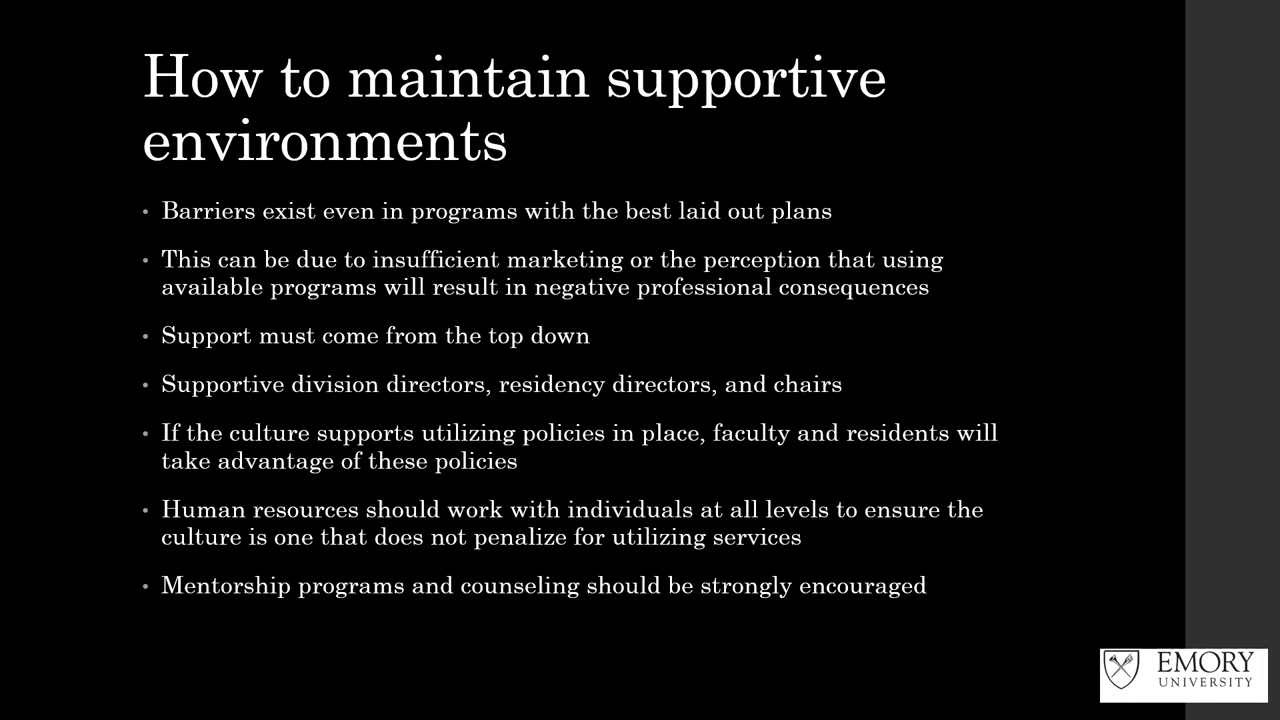 How to maintain supportive
environments
• Barriers exist even in programs with the best laid out plans
• This can be due to insufficient marketing or the perception that using
available programs will result in negative professional consequences
• Support must come from the top down
• Supportive division directors, residency directors, and chairs
• If the culture supports utilizing policies in place, faculty and residents will
take advantage of these policies
• Human resources should work with individuals at all levels to ensure the
culture is one that does not penalize for utilizing services
• Mentorship programs and counseling should be strongly encouraged
EMORY
UNIVERSITY